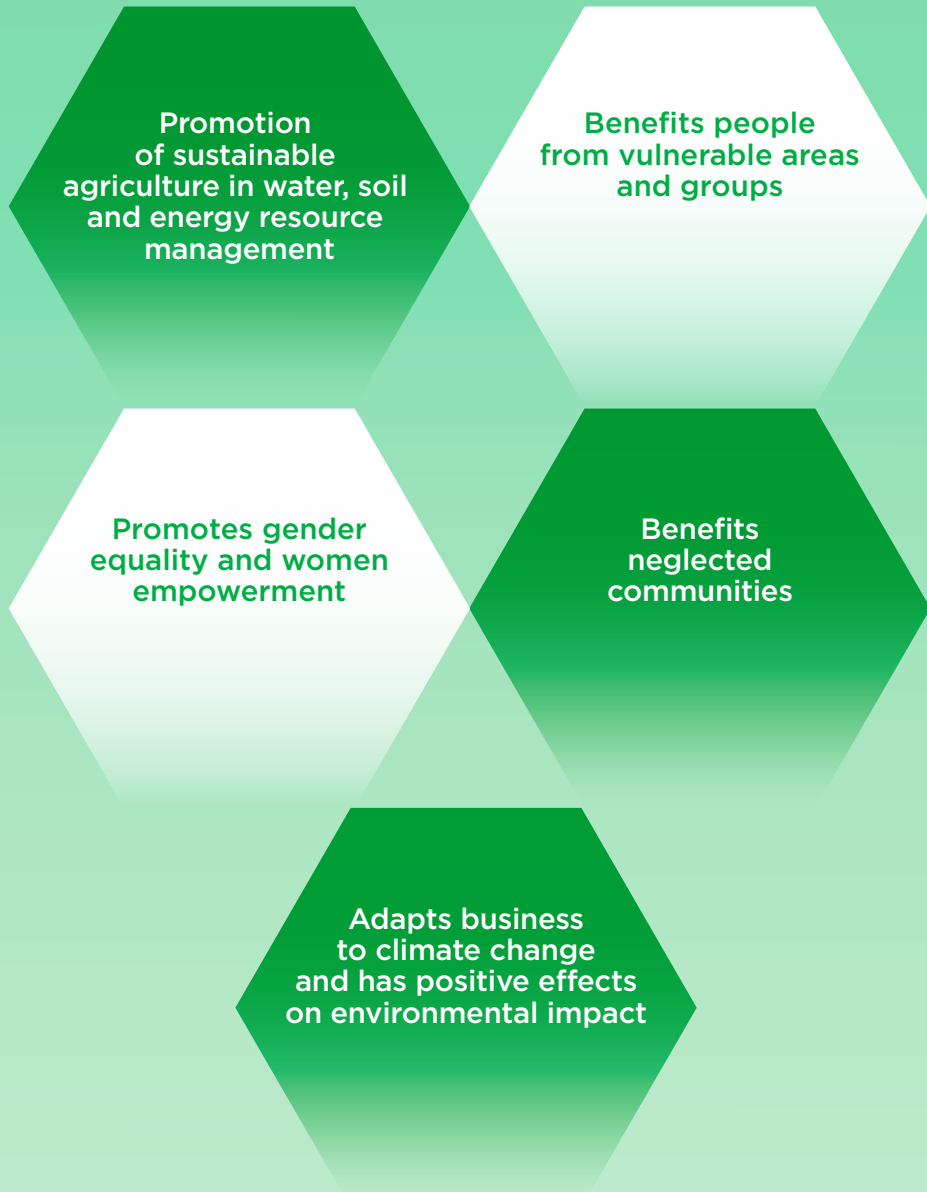 Promotion
of sustainable
agriculture in water, soil
and energy resource
management
Benefits people
from vulnerable areas
and groups
Promotes gender
equality and women
empowerment
Benefits
neglected
communities
Adapts business
to climate change
and has positive effects
on environmental impact